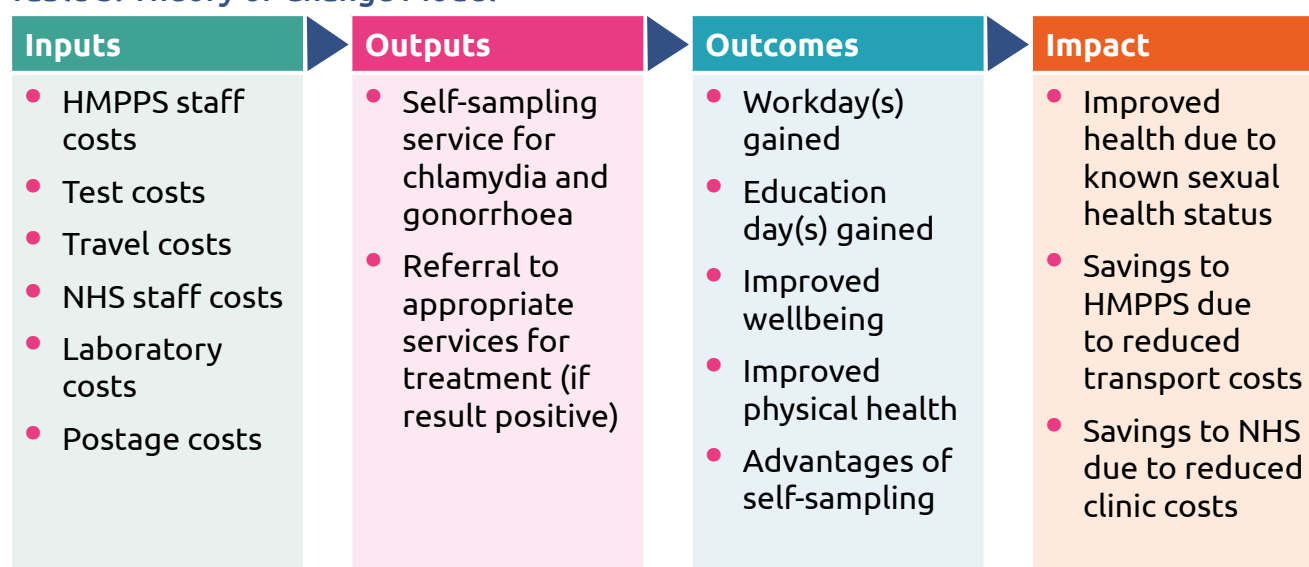 Inputs
HMPPS staff
costs
Test costs
Travel costs
NHS staff costs
Laboratory
costs
Postage costs
Outputs
Self-sampling
service for
chlamydia and
gonorrhoea
Referral to
appropriate
services for
treatment (if
result positive)
Outcomes
Workday(s)
gained
Education
day(s) gained
Improved
wellbeing
Improved
physical health
Advantages of
self-sampling
Impact
Improved
health due to
known sexual
health status
Savings to
HMPPS due
to reduced
transport costs
Savings to NHS
due to reduced
clinic costs